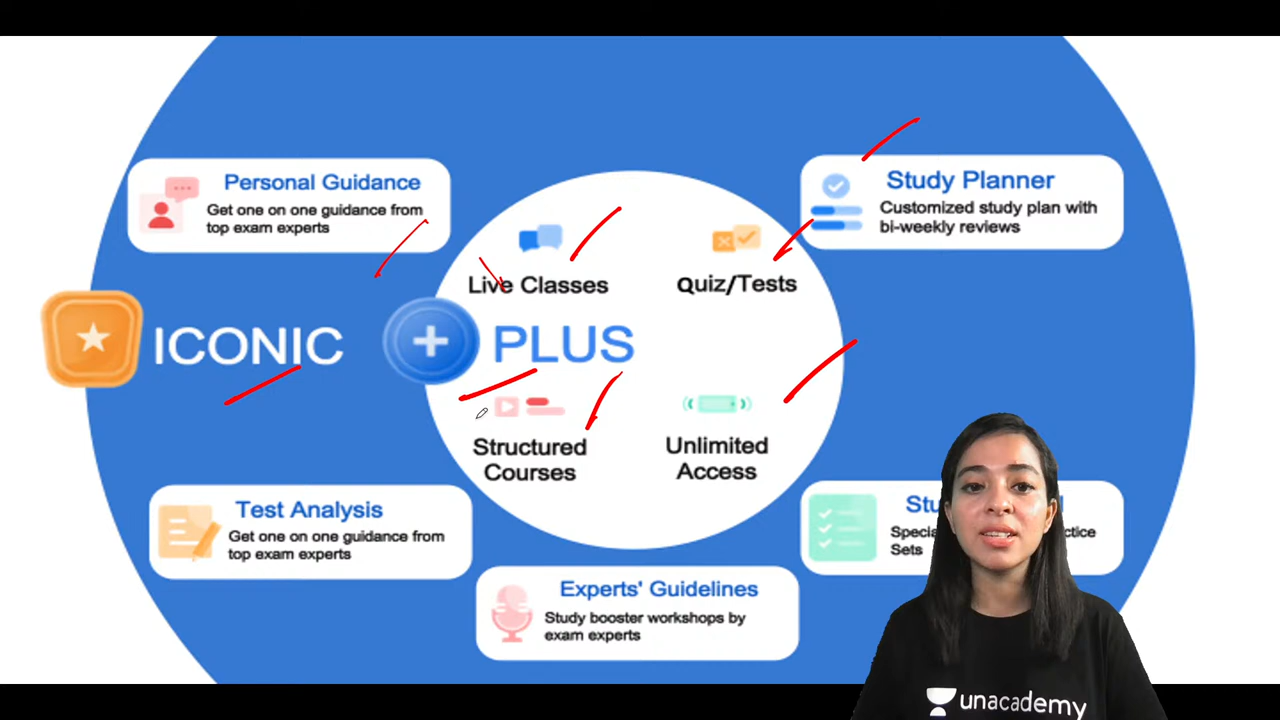 Personal Guidance
Get one on one guidance from
top exam experts
Study Planner
Customized study plan with
bi-weekly reviews
Live Classes
Quiz/Tests
ICONIC
PLUS
Structured
Courses
Unlimited
Access
Test Analysis
Get one on one guidance from
top exam experts
Sets
Experts' Guidelines
Study booster workshops by
exam experts
unacademy